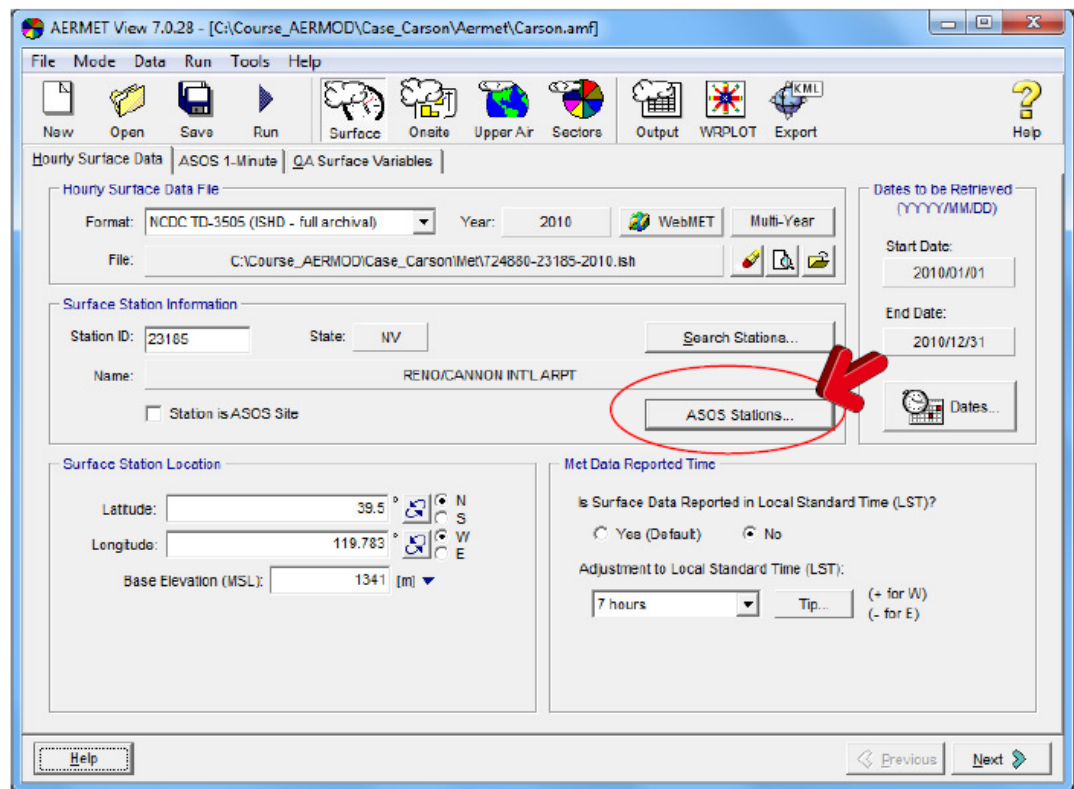 AERMET View 7.0.28 - [C:\Course_AERMOD\Case_Carson\Aermet\Carson.amf]
File Mode Data Run Tools Help
KML
New Open Save Run Surface Onsite Upper Air Sectors Output WRPLOT Export Help
Hourly Surface Data ASOS 1-Minute QA Surface Variables
Hourly Surface Data File
Format: NCDC TD-3505 (ISHD - full archival) Year: 2010 WebMET Multi-Year
File: C:\Course_AERMOD\Case_Carson\Met\724880-23185-2010.ish
Dates to be Retrieved
(YYYY/MM/DD)
Start Date:
2010/01/01
End Date:
2010/12/31
Dates...
Surface Station Information
Station ID: 23185 State: NV Search Stations...
Name: RENO/CANNON INT'L ARPT
Station is ASOS Site ASOS Stations...
Surface Station Location
Latitude: 39.5 ° N
S
Longitude: 119.783 ° W
E
Base Elevation (MSL): 1341 [m]
Met Data Reported Time
Is Surface Data Reported in Local Standard Time (LST)?
Yes (Default) No
Adjustment to Local Standard Time (LST):
7 hours Tip... (+ for W)
(- for E)
Help Previous Next